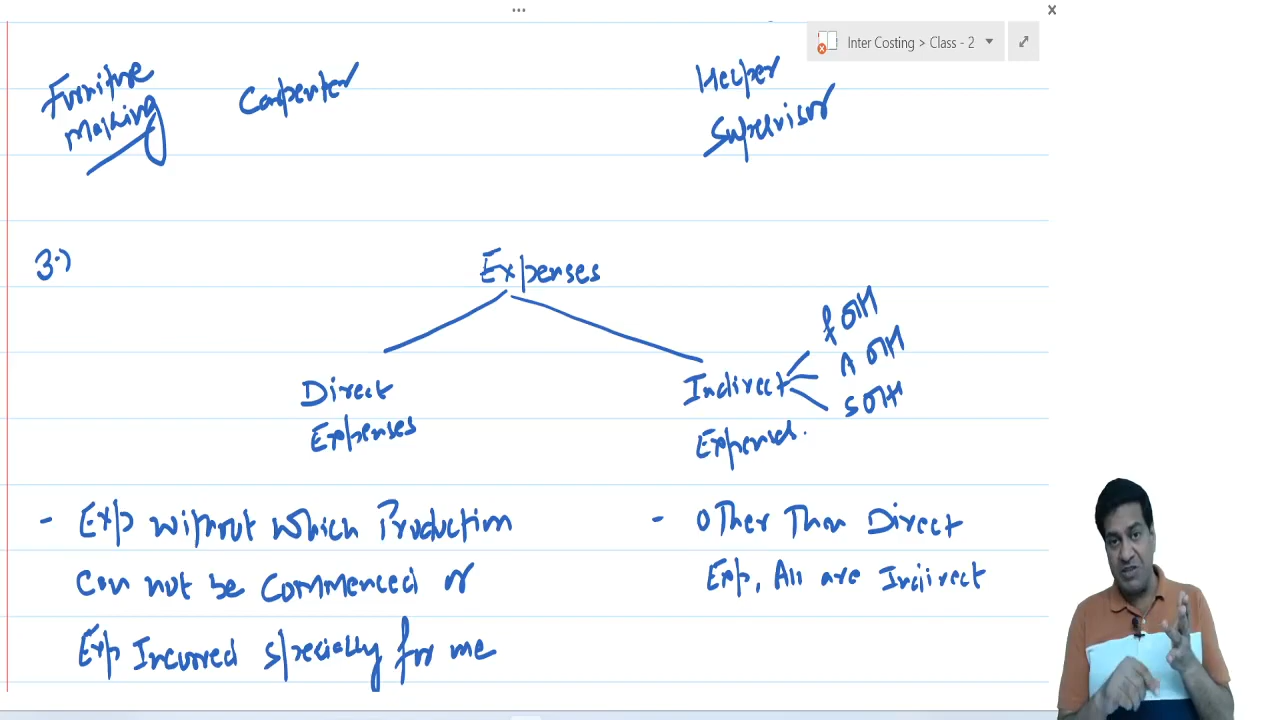 Inter Costing > Class - 2
Furniture Making
Carpenter
Helper
Supervisor
3.)
Expenses
Direct
Expenses
Indirect
Expenses.
f OH
A OH
S OH
- Exp without which Production
Can not be Commenced or
Exp Incurred specially for me
- Other Than Direct
Exp, All are Indirect